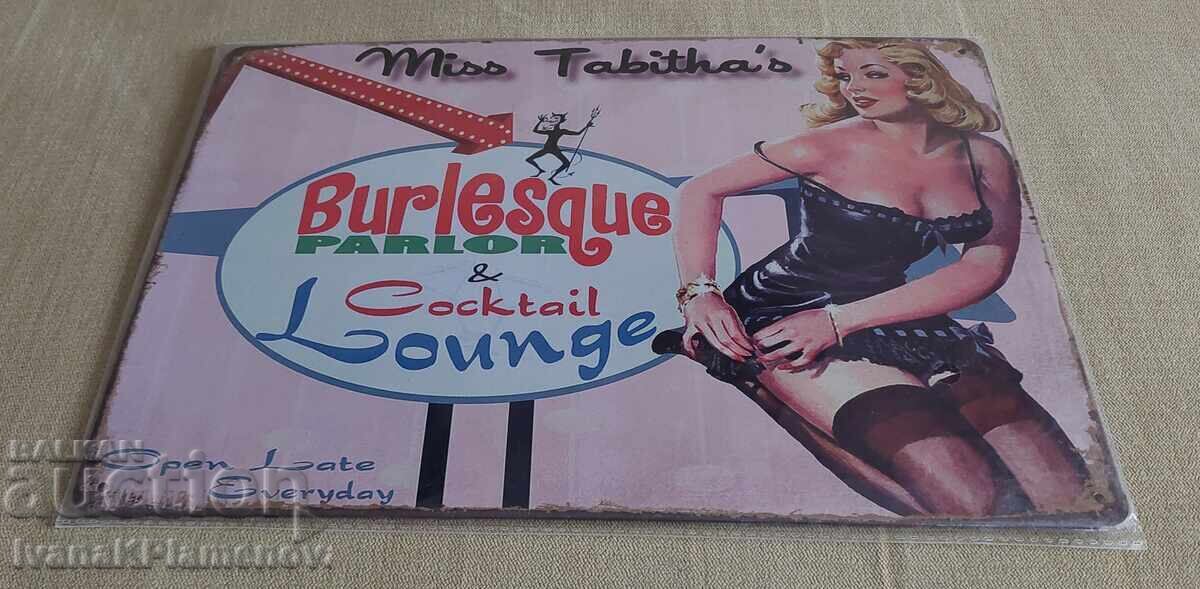 Miss Tabitha's
Burlesque
PARLOR
&
Cocktail
Lounge
Open Late
Everyday
BALKAN
auction
IvanaKPlamenov.